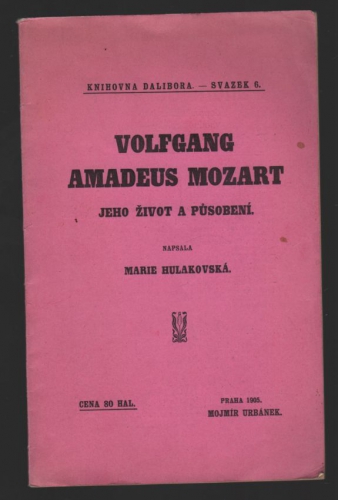 KNIHOVNA DALIBORA. — SVAZEK 6.
VOLFGANG
AMADEUS MOZART
JEHO ŽIVOT A PŮSOBENÍ.
NAPSALA
MARIE HULAKOVSKÁ.
CENA 80 HAL.
PRAHA 1905.
MOJMÍR URBÁNEK.